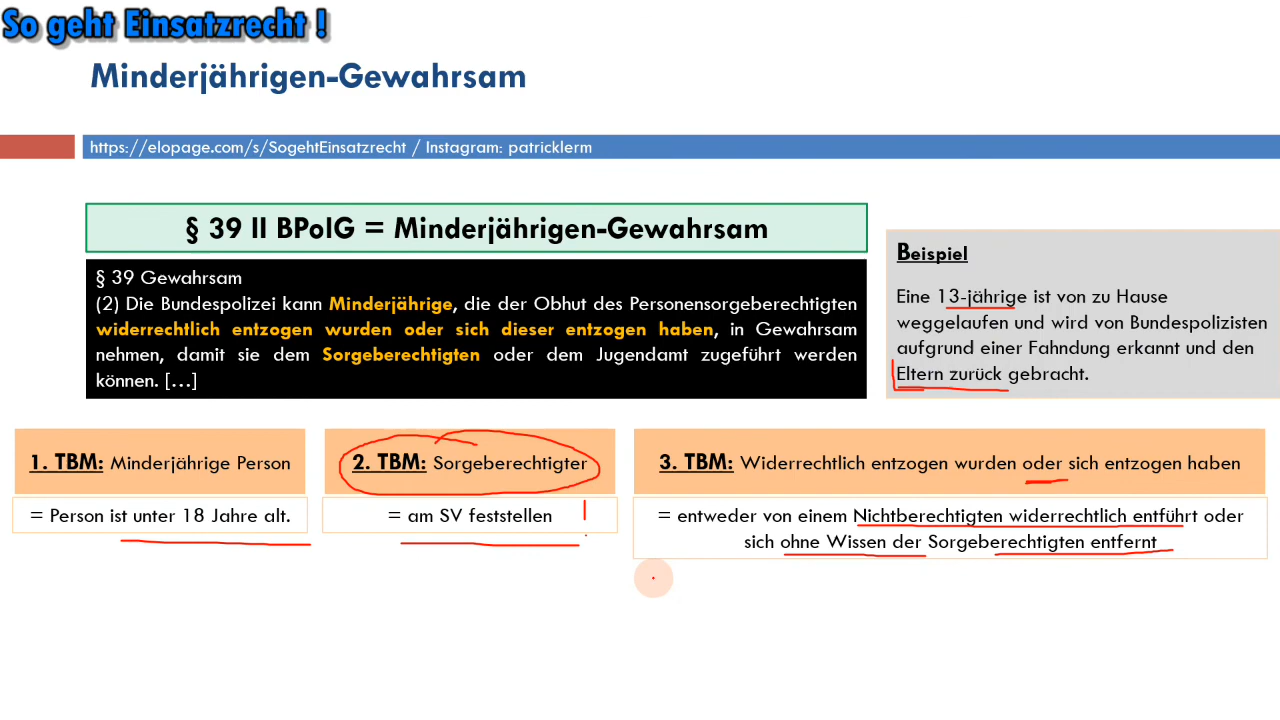 So geht Einsatzrecht !
Minderjährigen-Gewahrsam
https://elopage.com/s/SogehtEinsatzrecht / Instagram: patricklerm
§ 39 II BPolG = Minderjährigen-Gewahrsam
§ 39 Gewahrsam
(2) Die Bundespolizei kann Minderjährige, die der Obhut des Personensorgeberechtigten
widerrechtlich entzogen wurden oder sich dieser entzogen haben, in Gewahrsam
nehmen, damit sie dem Sorgeberechtigten oder dem Jugendamt zugeführt werden
können. [...]
Beispiel
Eine 13-jährige ist von zu Hause
weggelaufen und wird von Bundespolizisten
aufgrund einer Fahndung erkannt und den
Eltern zurück gebracht.
1. TBM: Minderjährige Person
= Person ist unter 18 Jahre alt.
2. TBM: Sorgeberechtigter
= am SV feststellen
3. TBM: Widerrechtlich entzogen wurden oder sich entzogen haben
= entweder von einem Nichtberechtigten widerrechtlich entführt oder
sich ohne Wissen der Sorgeberechtigten entfernt